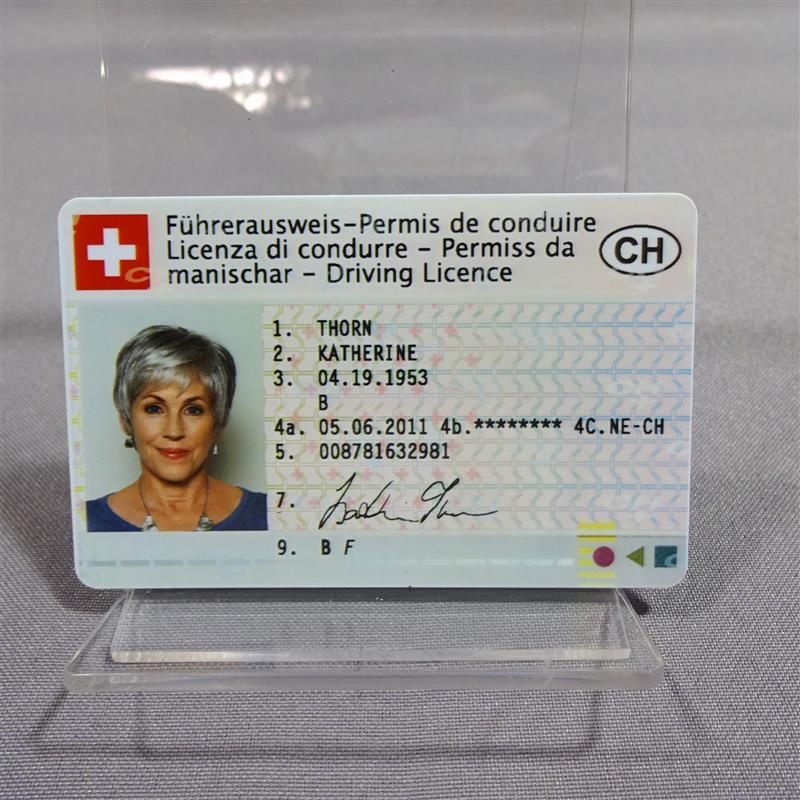 Führerausweis-Permis de conduire
Licenza di condurre - Permiss da
manischar - Driving Licence
CH
1. THORN
2. KATHERINE
3. 04.19.1953
B
4a. 05.06.2011 4b.******** 4C.NE-CH
5. 008781632981
7.
9. B F